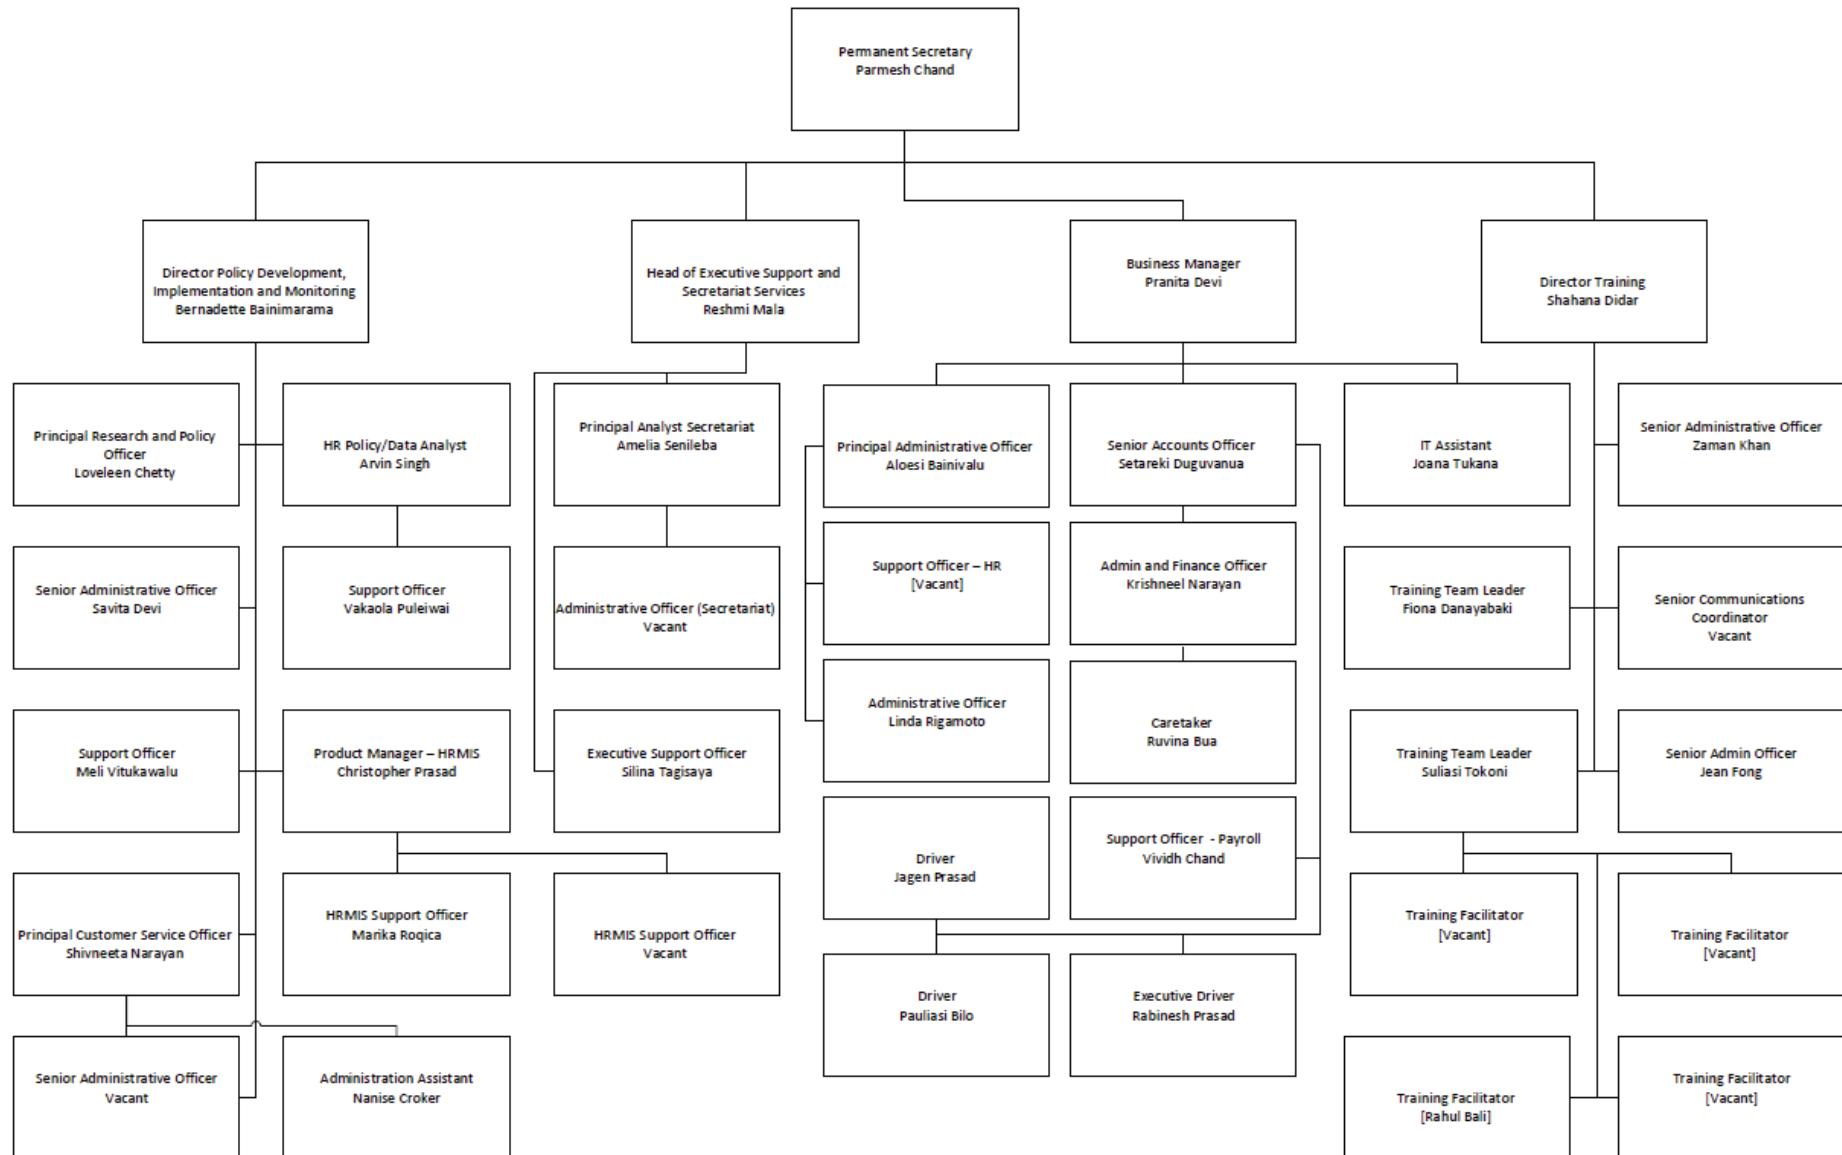 Permanent Secretary
Parmesh Chand
Director Policy Development,
Implementation and Monitoring
Bernadette Bainimarama
Head of Executive Support and
Secretariat Services
Reshmi Mala
Business Manager
Pranita Devi
Director Training
Shahana Didar
Principal Research and Policy
Officer
Loveleen Chetty
HR Policy/Data Analyst
Arvin Singh
Principal Analyst Secretariat
Amelia Senileba
Principal Administrative Officer
Aloesi Bainivalu
Senior Accounts Officer
Setareki Duguvanua
IT Assistant
Joana Tukana
Senior Administrative Officer
Zaman Khan
Senior Administrative Officer
Savita Devi
Support Officer
Vakaola Puleiwai
Administrative Officer (Secretariat)
Vacant
Support Officer – HR
[Vacant]
Admin and Finance Officer
Krishneel Narayan
Training Team Leader
Fiona Danayabaki
Senior Communications
Coordinator
Vacant
Support Officer
Meli Vitukawalu
Product Manager – HRMIS
Christopher Prasad
Executive Support Officer
Silina Tagisaya
Administrative Officer
Linda Rigamoto
Caretaker
Ruvina Bua
Training Team Leader
Suliasi Tokoni
Senior Admin Officer
Jean Fong
Principal Customer Service Officer
Shivneeta Narayan
HRMIS Support Officer
Marika Roqica
HRMIS Support Officer
Vacant
Driver
Jagen Prasad
Support Officer - Payroll
Vividh Chand
Training Facilitator
[Vacant]
Training Facilitator
[Vacant]
Driver
Pauliasi Bilo
Executive Driver
Rabinesh Prasad
Senior Administrative Officer
Vacant
Administration Assistant
Nanise Croker
Training Facilitator
[Rahul Bali]
Training Facilitator
[Vacant]